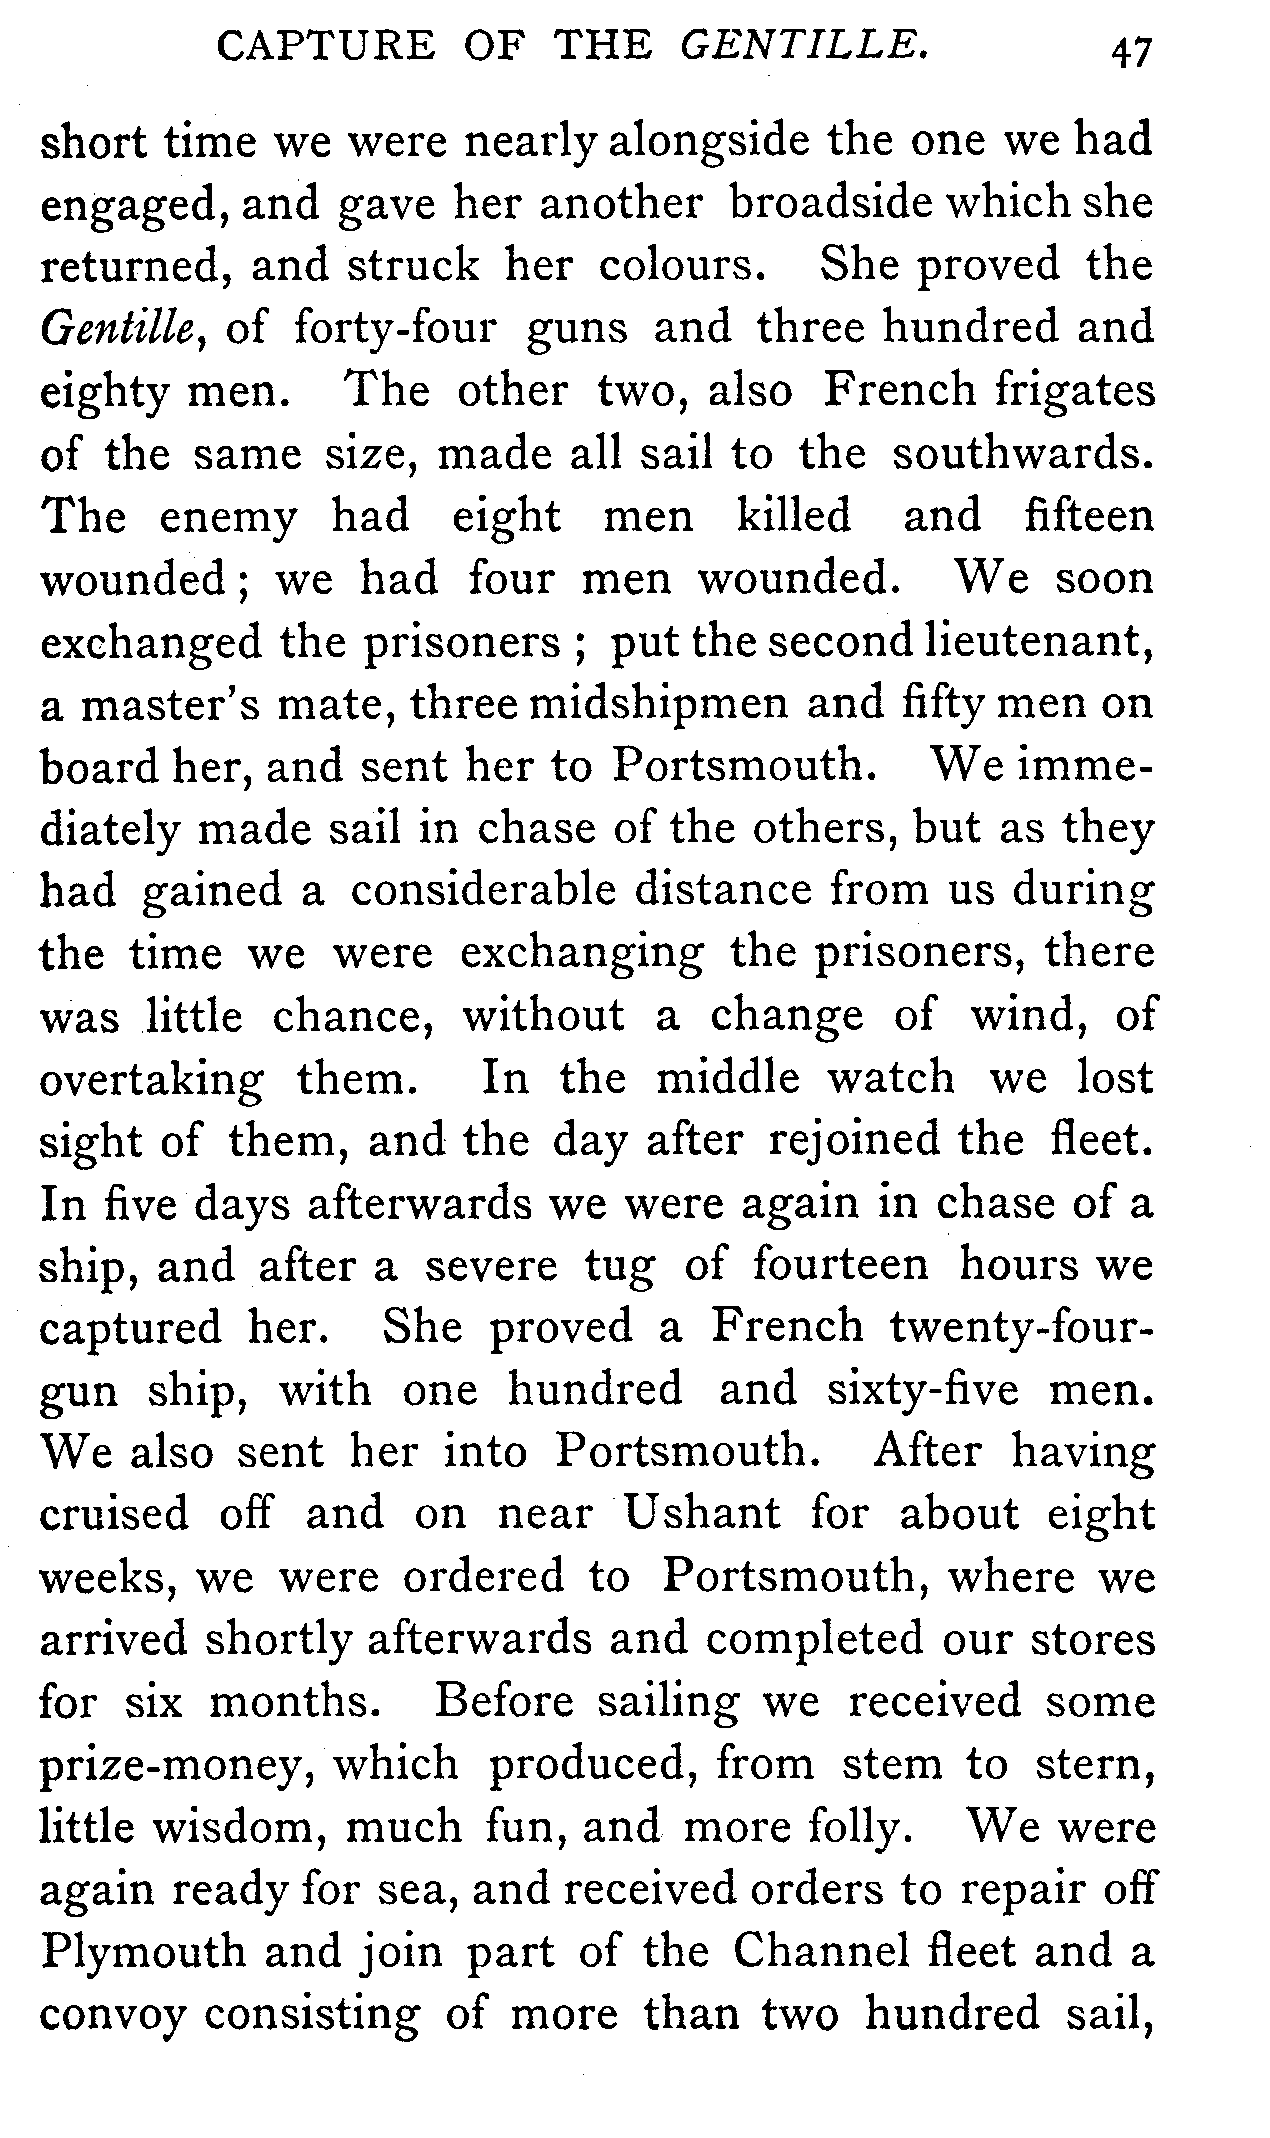 CAPTURE OF THE GENTILLE. 47
short time we were nearly alongside the one we had
engaged, and gave her another broadside which she
returned, and struck her colours. She proved the
Gentille, of forty-four guns and three hundred and
eighty men. The other two, also French frigates
of the same size, made all sail to the southwards.
The enemy had eight men killed and fifteen
wounded ; we had four men wounded. We soon
exchanged the prisoners ; put the second lieutenant,
a master's mate, three midshipmen and fifty men on
board her, and sent her to Portsmouth. We imme-
diately made sail in chase of the others, but as they
had gained a considerable distance from us during
the time we were exchanging the prisoners, there
was little chance, without a change of wind, of
overtaking them. In the middle watch we lost
sight of them, and the day after rejoined the fleet.
In five days afterwards we were again in chase of a
ship, and after a severe tug of fourteen hours we
captured her. She proved a French twenty-four-
gun ship, with one hundred and sixty-five men.
We also sent her into Portsmouth. After having
cruised off and on near Ushant for about eight
weeks, we were ordered to Portsmouth, where we
arrived shortly afterwards and completed our stores
for six months. Before sailing we received some
prize-money, which produced, from stem to stern,
little wisdom, much fun, and more folly. We were
again ready for sea, and received orders to repair off
Plymouth and join part of the Channel fleet and a
convoy consisting of more than two hundred sail,